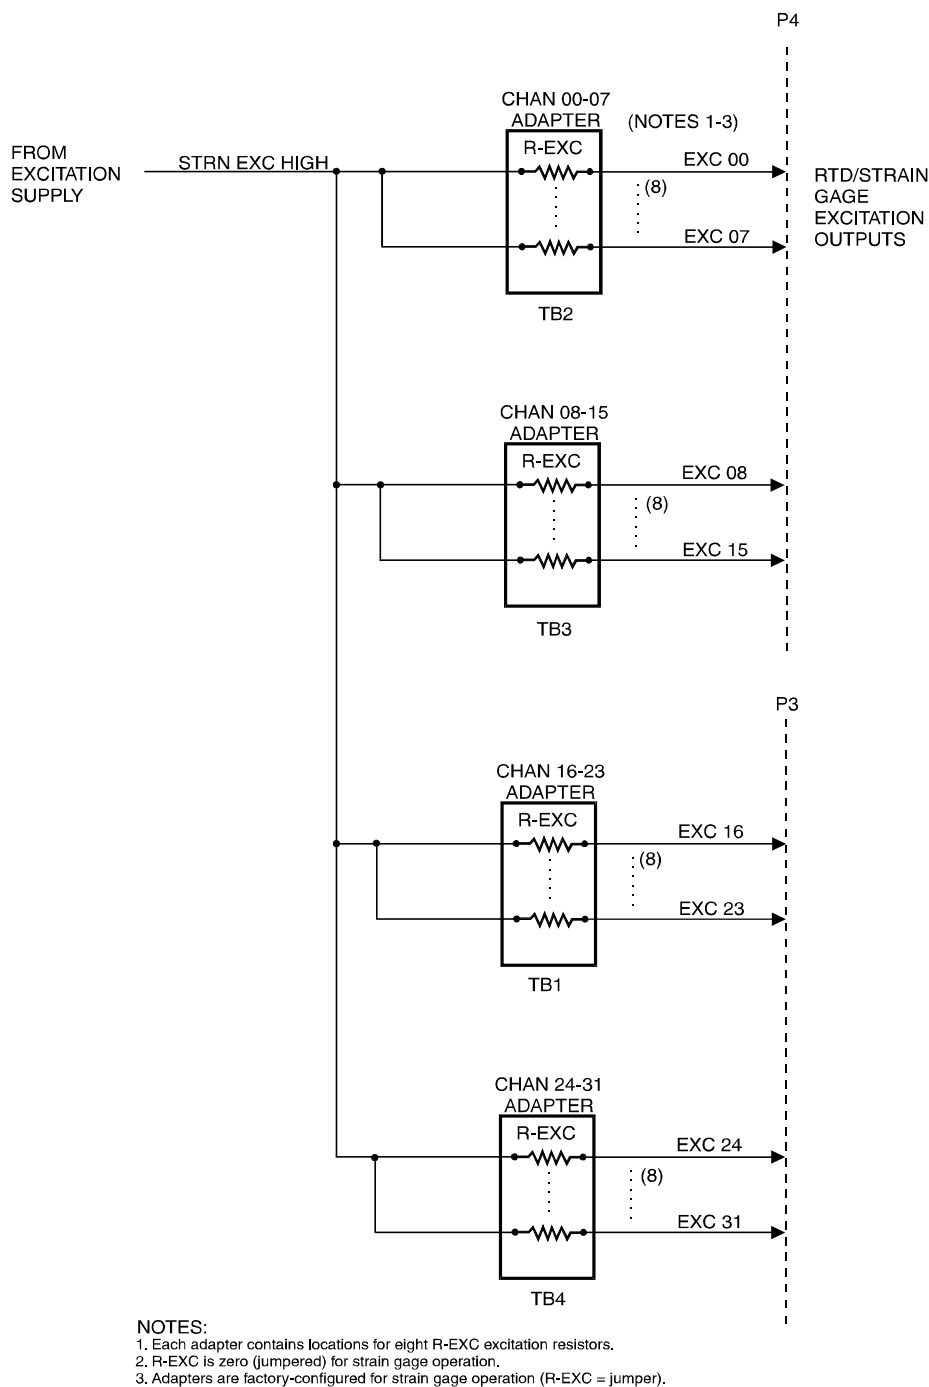 P4
CHAN 00-07
ADAPTER
(NOTES 1-3)
FROM
EXCITATION
SUPPLY
STRN EXC HIGH
R-EXC
EXC 00
(8)
EXC 07
RTD/STRAIN
GAGE
EXCITATION
OUTPUTS
TB2
CHAN 08-15
ADAPTER
R-EXC
EXC 08
(8)
EXC 15
TB3
P3
CHAN 16-23
ADAPTER
R-EXC
EXC 16
(8)
EXC 23
TB1
CHAN 24-31
ADAPTER
R-EXC
EXC 24
(8)
EXC 31
TB4
NOTES:
1. Each adapter contains locations for eight R-EXC excitation resistors.
2. R-EXC is zero (jumpered) for strain gage operation.
3. Adapters are factory-configured for strain gage operation (R-EXC = jumper).